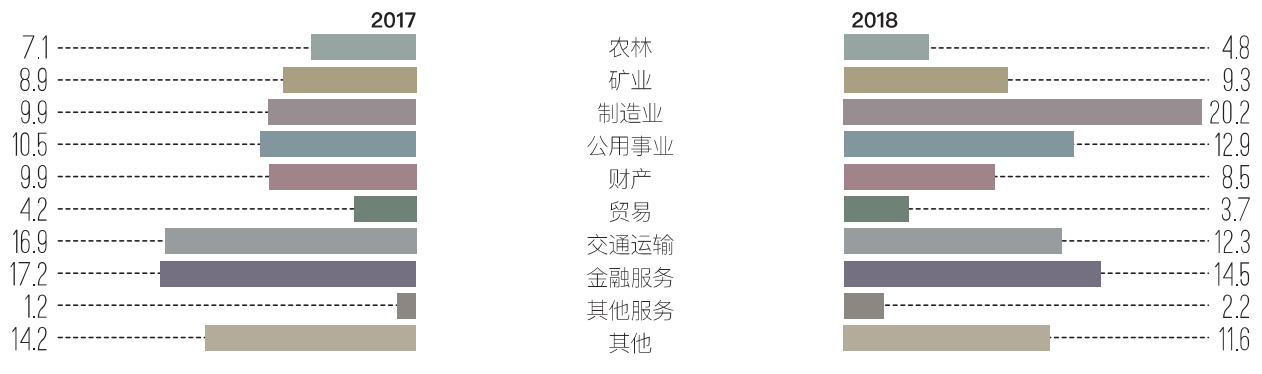 2017 2018
7.1 农林 4.8
8.9 矿业 9.3
9.9 制造业 20.2
10.5 公用事业 12.9
9.9 财产 8.5
4.2 贸易 3.7
16.9 交通运输 12.3
17.2 金融服务 14.5
1.2 其他服务 2.2
14.2 其他 11.6